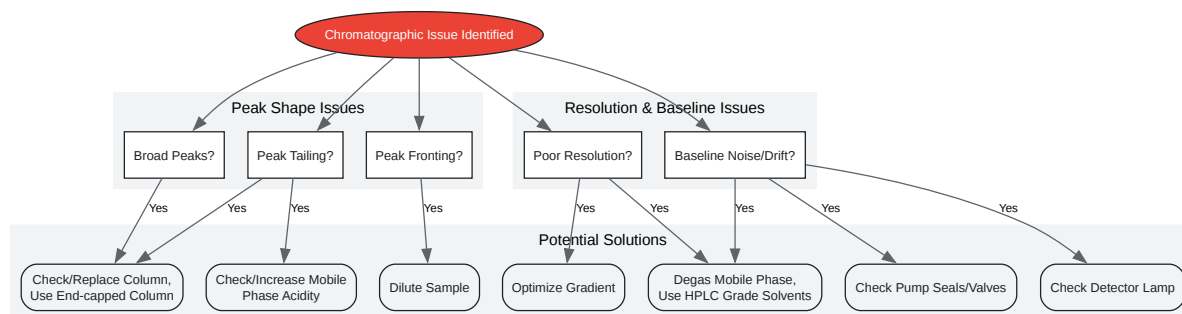 Chromatographic Issue Identified
Peak Shape Issues
Resolution & Baseline Issues
Broad Peaks?
Peak Tailing?
Peak Fronting?
Poor Resolution?
Baseline Noise/Drift?
Yes
Yes
Yes
Yes
Yes
Yes
Yes
Yes
Yes
Potential Solutions
Check/Replace Column,
Use End-capped Column
Check/Increase Mobile
Phase Acidity
Dilute Sample
Optimize Gradient
Degas Mobile Phase,
Use HPLC Grade Solvents
Check Pump Seals/Valves
Check Detector Lamp